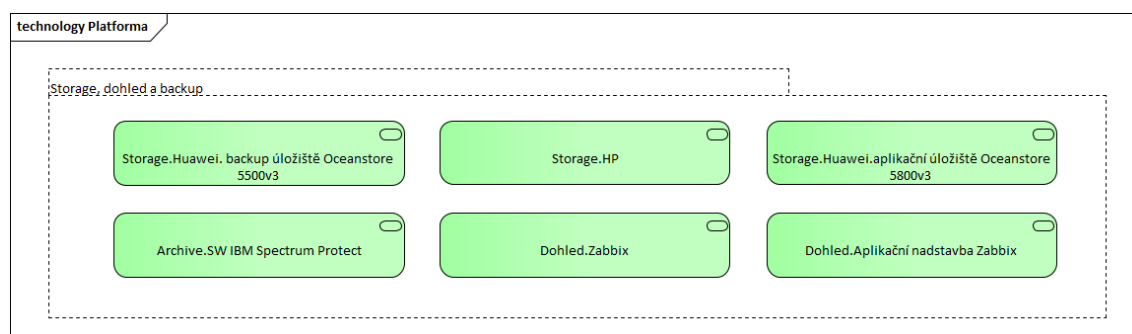 technology Platforma
Storage, dohled a backup
Storage.Huawei. backup úložiště Oceanstore
5500v3
Storage.HP
Storage.Huawei.aplikační úložiště Oceanstore
5800v3
Archive.SW IBM Spectrum Protect
Dohled.Zabbix
Dohled.Aplikační nadstavba Zabbix